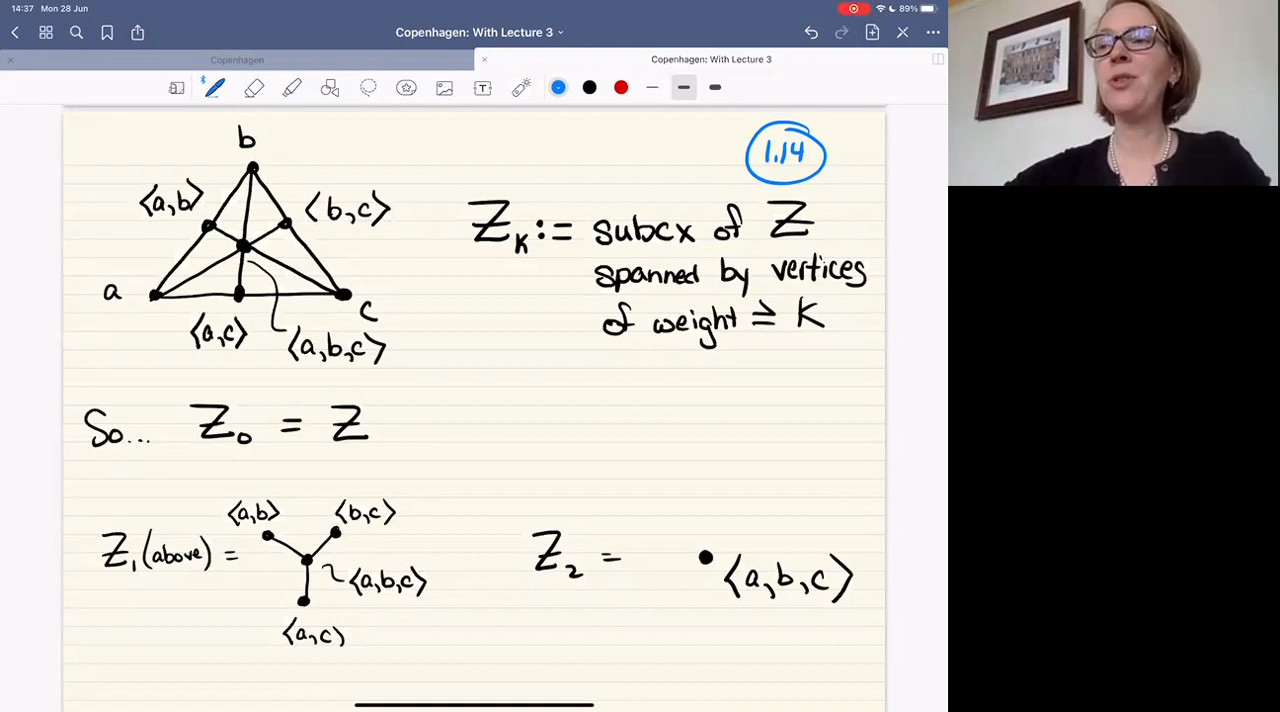 14:37 Mon 28 Jun
89%
Copenhagen: With Lecture 3
Copenhagen
Copenhagen: With Lecture 3
T
b
1.14
<a,b>
<b,c>
Z_K := subcx of Z
spanned by vertices
of weight ≥ K
a
c
<a,c>
<a,b,c>
So... Z_0 = Z
<a,b>
<b,c>
Z_1 (above) =
<a,b,c>
<a,c>
Z_2 = • <a,b,c>